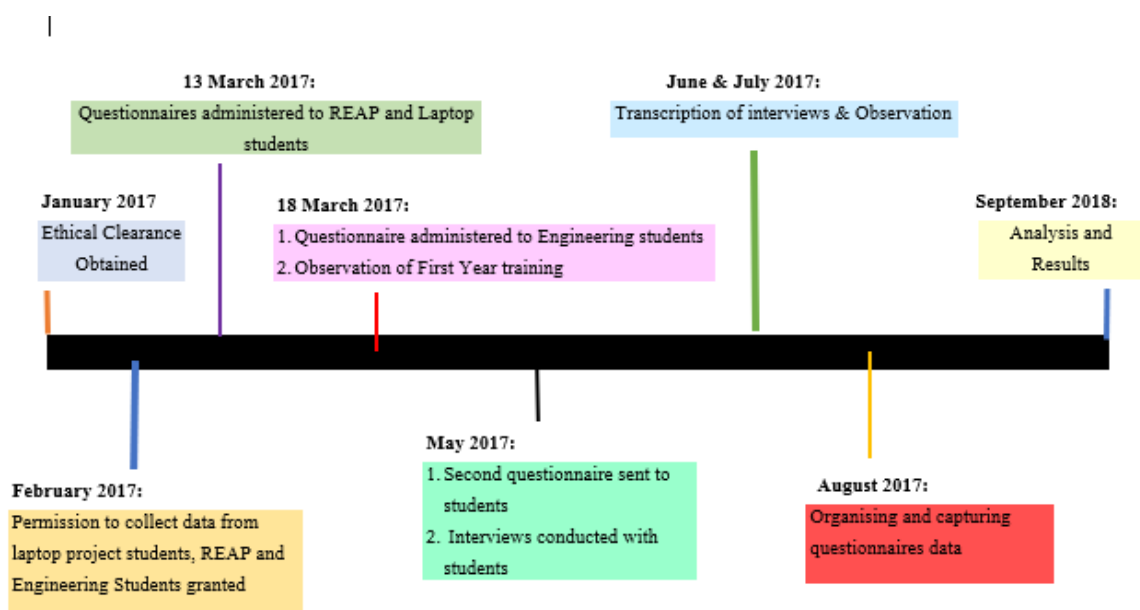 13 March 2017:
Questionnaires administered to REAP and Laptop
students
June & July 2017:
Transcription of interviews & Observation
January 2017
Ethical Clearance
Obtained
18 March 2017:
1. Questionnaire administered to Engineering students
2. Observation of First Year training
September 2018:
Analysis and
Results
February 2017:
Permission to collect data from
laptop project students, REAP and
Engineering Students granted
May 2017:
1. Second questionnaire sent to
students
2. Interviews conducted with
students
August 2017:
Organising and capturing
questionnaires data